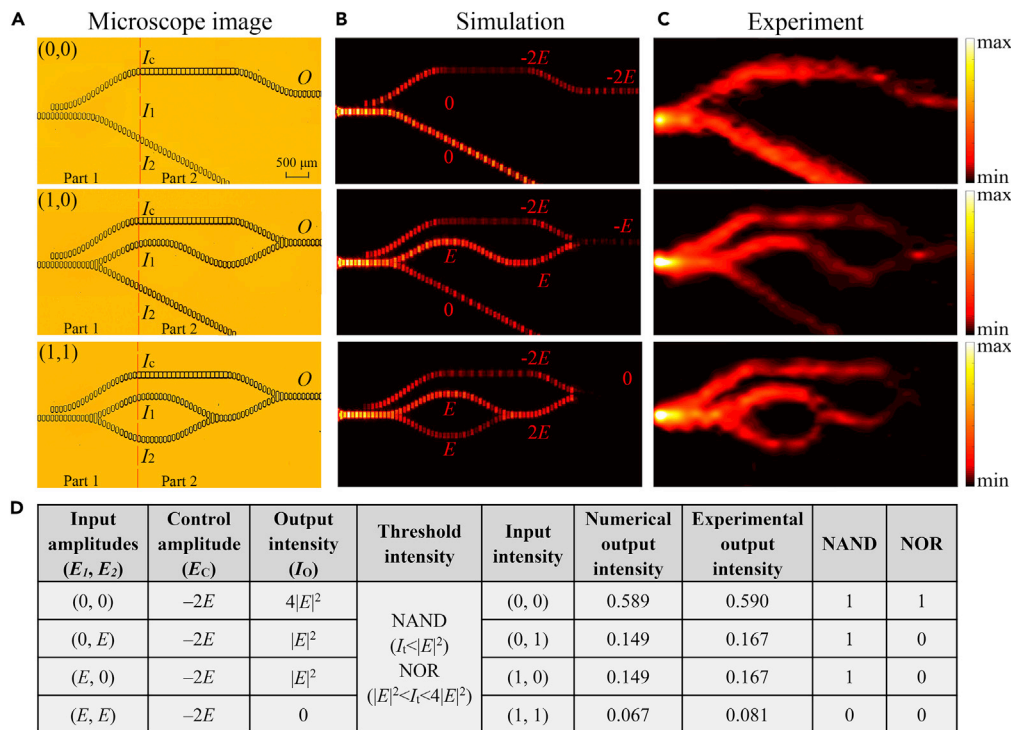 A Microscope image B Simulation C Experiment
(0,0) Ic O I1 I2 500 μm Part 1 Part 2
-2E -2E 0 0
max min
(1,0) Ic O I1 I2 Part 1 Part 2
-2E -E E E 0
max min
(1,1) Ic O I1 I2 Part 1 Part 2
-2E 0 E 2E E
max min
D
Input amplitudes (E1, E2) Control amplitude (EC) Output intensity (IO) Threshold intensity Input intensity Numerical output intensity Experimental output intensity NAND NOR
(0, 0) −2E 4|E|² NAND (It<|E|²) NOR (|E|²<It<4|E|²) (0, 0) 0.589 0.590 1 1
(0, E) −2E |E|² (0, 1) 0.149 0.167 1 0
(E, 0) −2E |E|² (1, 0) 0.149 0.167 1 0
(E, E) −2E 0 (1, 1) 0.067 0.081 0 0